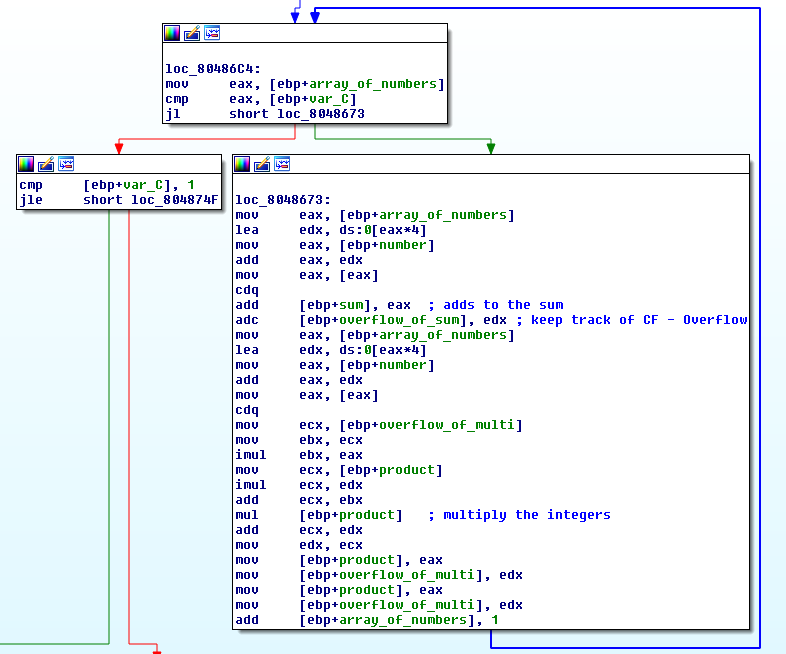 loc_80486C4:
mov eax, [ebp+array_of_numbers]
cmp eax, [ebp+var_C]
jl short loc_8048673
cmp [ebp+var_C], 1
jle short loc_804874F
loc_8048673:
mov eax, [ebp+array_of_numbers]
lea edx, ds:0[eax*4]
mov eax, [ebp+number]
add eax, edx
mov eax, [eax]
cdq
add [ebp+sum], eax ; adds to the sum
adc [ebp+overflow_of_sum], edx ; keep track of CF - Overflow
mov eax, [ebp+array_of_numbers]
lea edx, ds:0[eax*4]
mov eax, [ebp+number]
add eax, edx
mov eax, [eax]
cdq
mov ecx, [ebp+overflow_of_multi]
mov ebx, ecx
imul ebx, eax
mov ecx, [ebp+product]
imul ecx, edx
add ecx, ebx
mul [ebp+product] ; multiply the integers
add ecx, edx
mov edx, ecx
mov [ebp+product], eax
mov [ebp+overflow_of_multi], edx
mov [ebp+product], eax
mov [ebp+overflow_of_multi], edx
add [ebp+array_of_numbers], 1